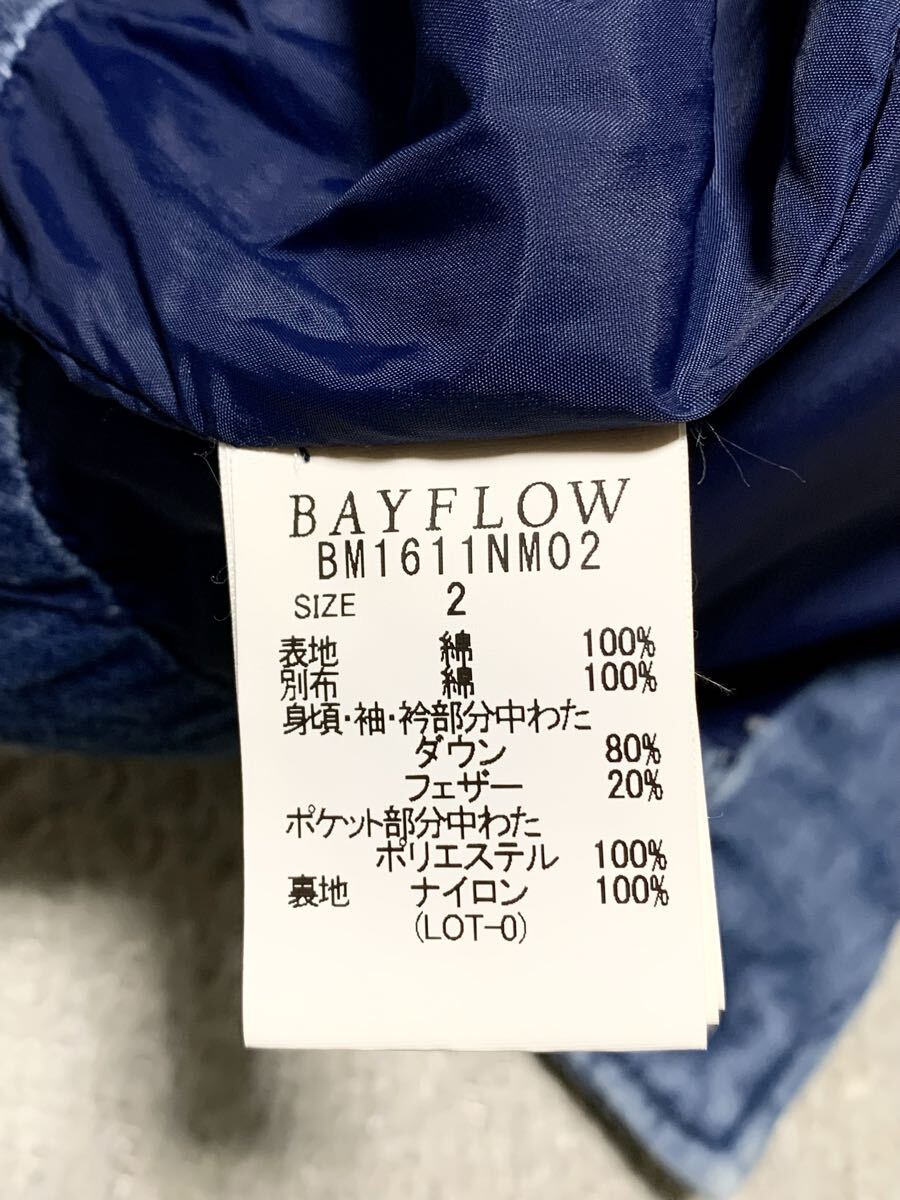 BAYFLOW
BM1611NM02
SIZE 2
表地 綿 100%
別布 綿 100%
身頃・袖・衿部分中わた
ダウン 80%
フェザー 20%
ポケット部分中わた
ポリエステル 100%
裏地 ナイロン 100%
(LOT-0)